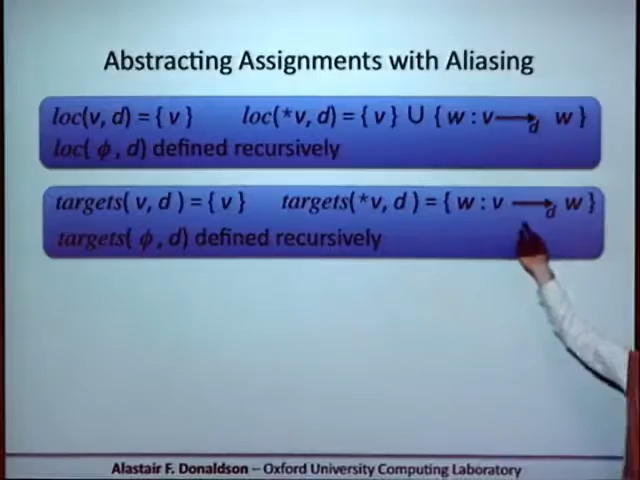 Abstracting Assignments with Aliasing
loc(v, d) = { v } loc(*v, d) = { v } ∪ { w : v ⟶d w }
loc( ϕ , d) defined recursively
targets( v, d ) = { v } targets(*v, d ) = { w : v ⟶d w }
targets( ϕ , d) defined recursively
Alastair F. Donaldson – Oxford University Computing Laboratory